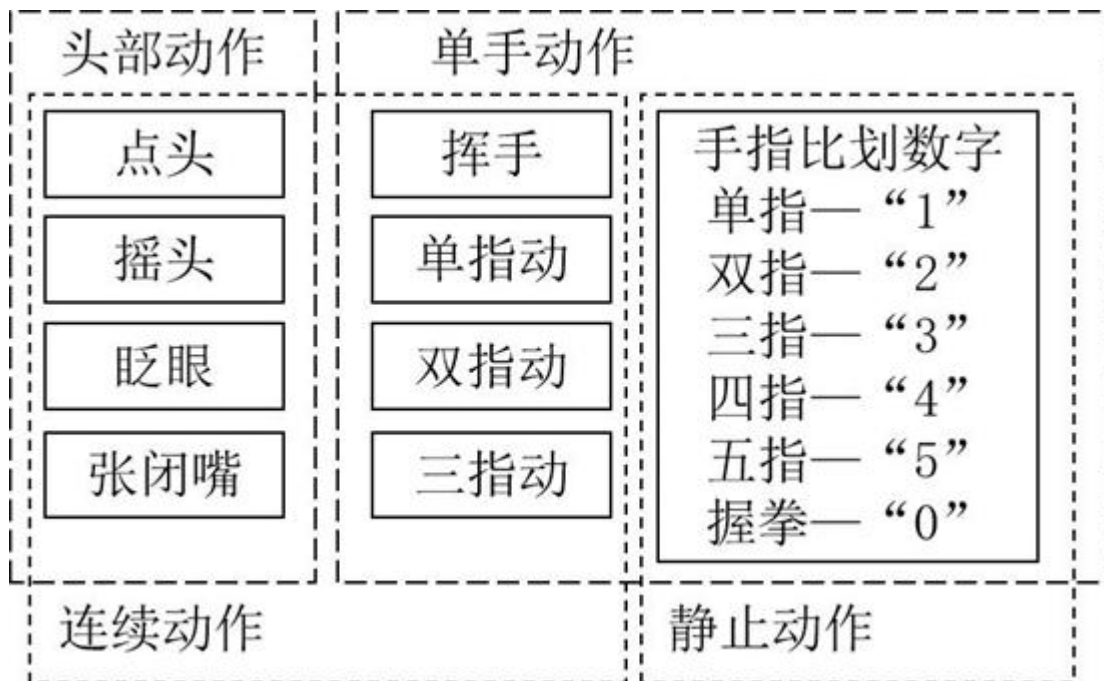 头部动作
单手动作
点头
摇头
眨眼
张闭嘴
挥手
单指动
双指动
三指动
手指比划数字
单指—“1”
双指—“2”
三指—“3”
四指—“4”
五指—“5”
握拳—“0”
连续动作
静止动作